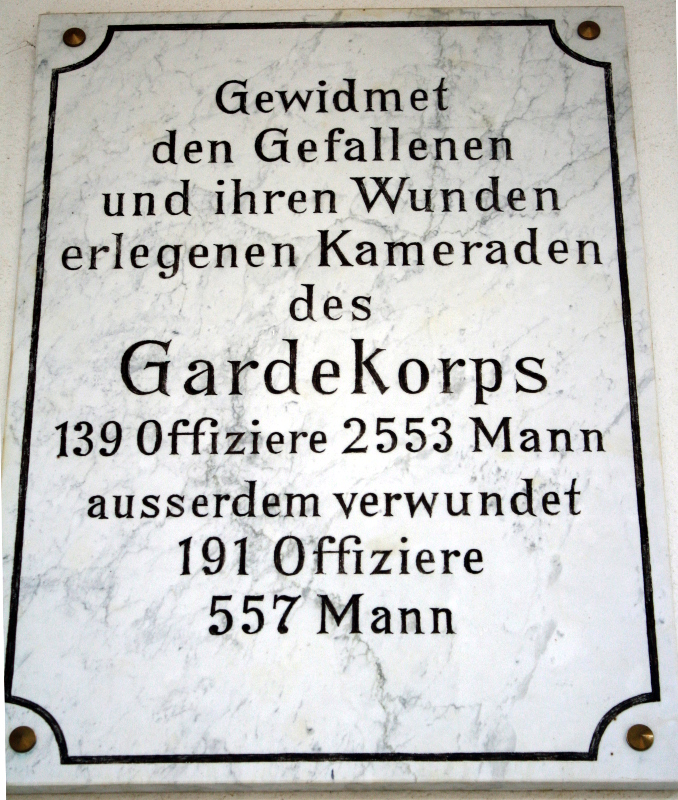 Gewidmet
den Gefallenen
und ihren Wunden
erlegenen Kameraden
des
Gardekorps
139 Offiziere 2553 Mann
ausserdem verwundet
191 Offiziere
557 Mann